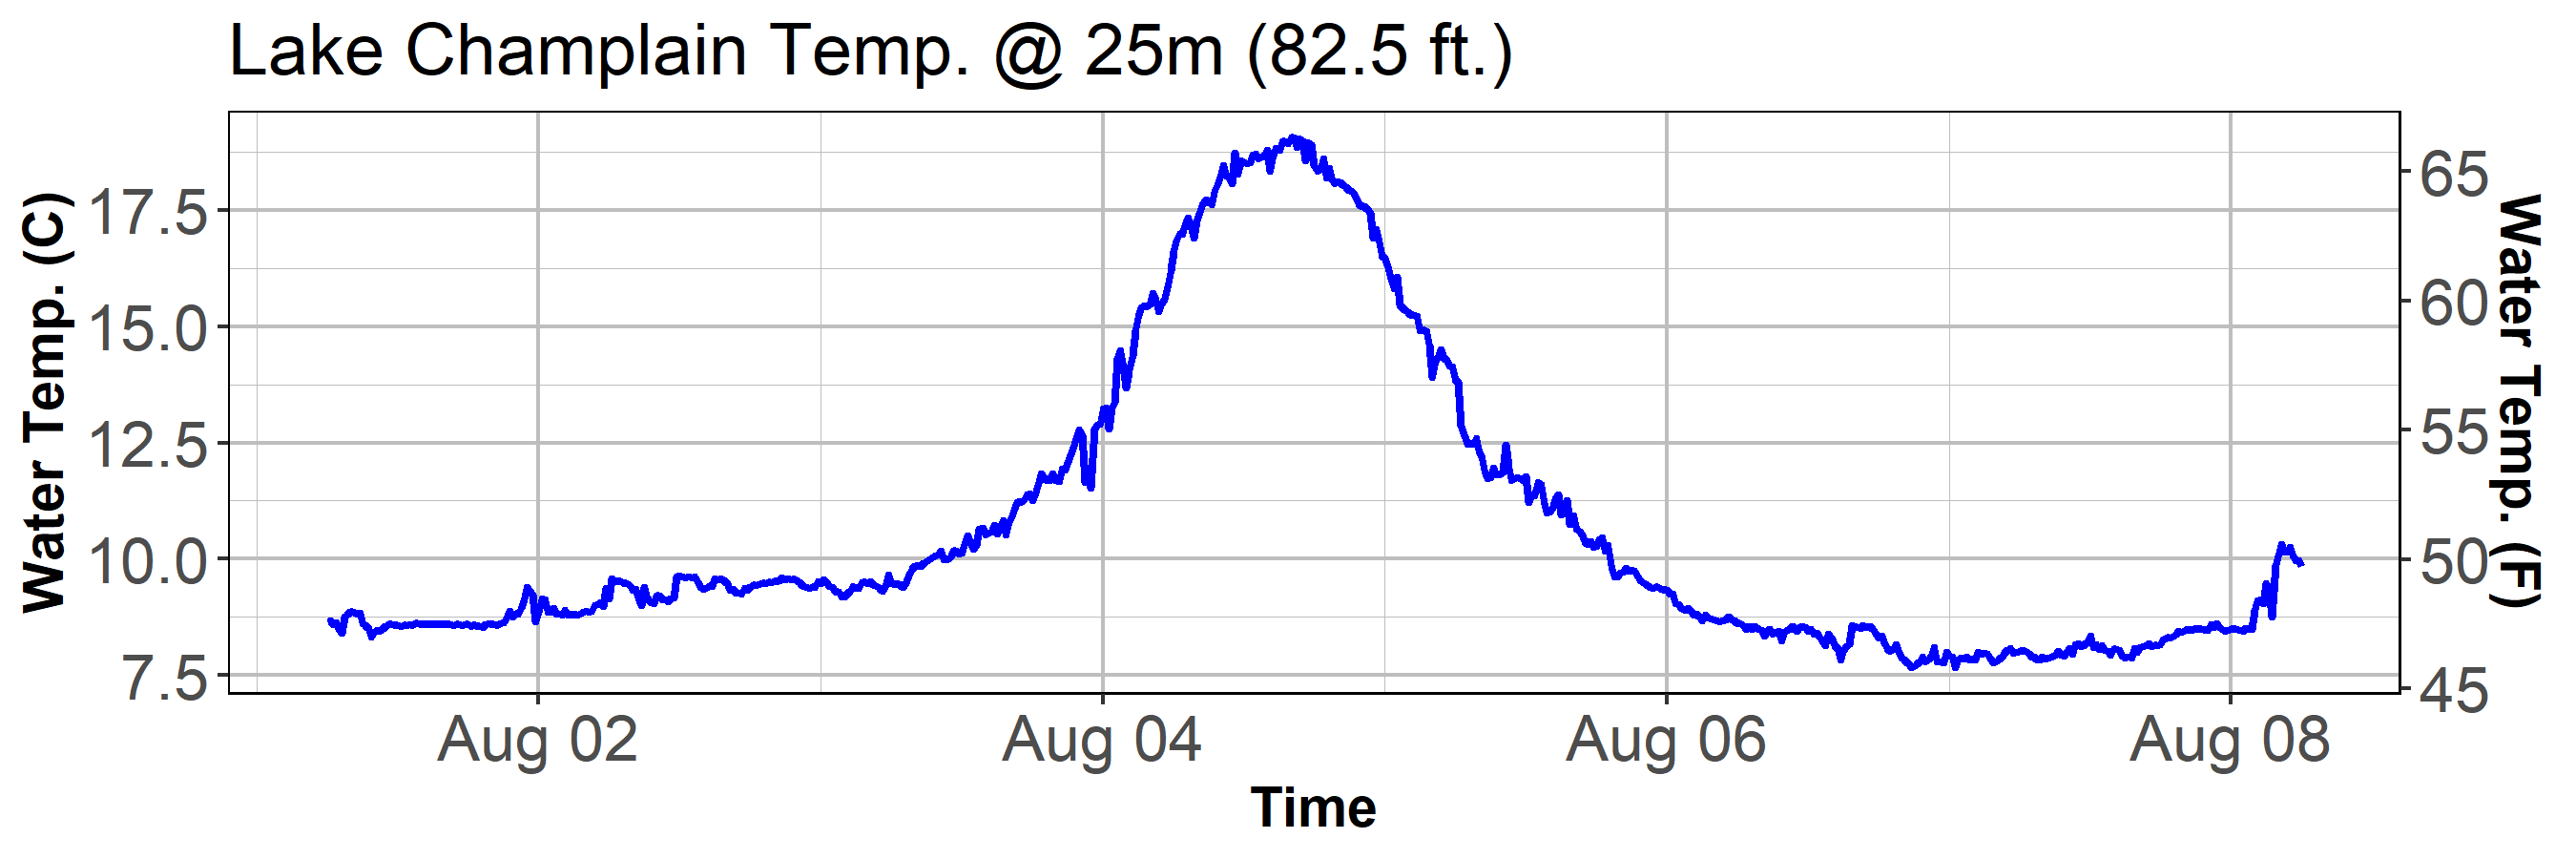 Lake Champlain Temp. @ 25m (82.5 ft.)
Water Temp. (C)
17.5
15.0
12.5
10.0
7.5
65
60
55
50
45
Water Temp. (F)
Aug 02 Aug 04 Aug 06 Aug 08
Time